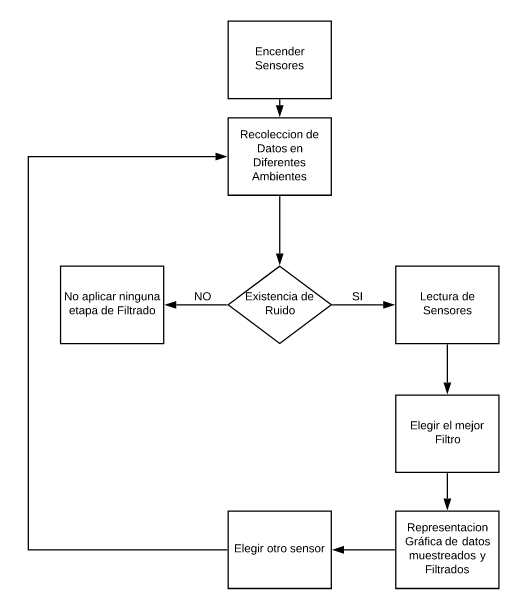 Encender
Sensores
Recoleccion de
Datos en
Diferentes
Ambientes
No aplicar ninguna
etapa de Filtrado
NO
Existencia de
Ruido
SI
Lectura de
Sensores
Elegir el mejor
Filtro
Representacion
Gráfica de datos
muestreados y
Filtrados
Elegir otro sensor